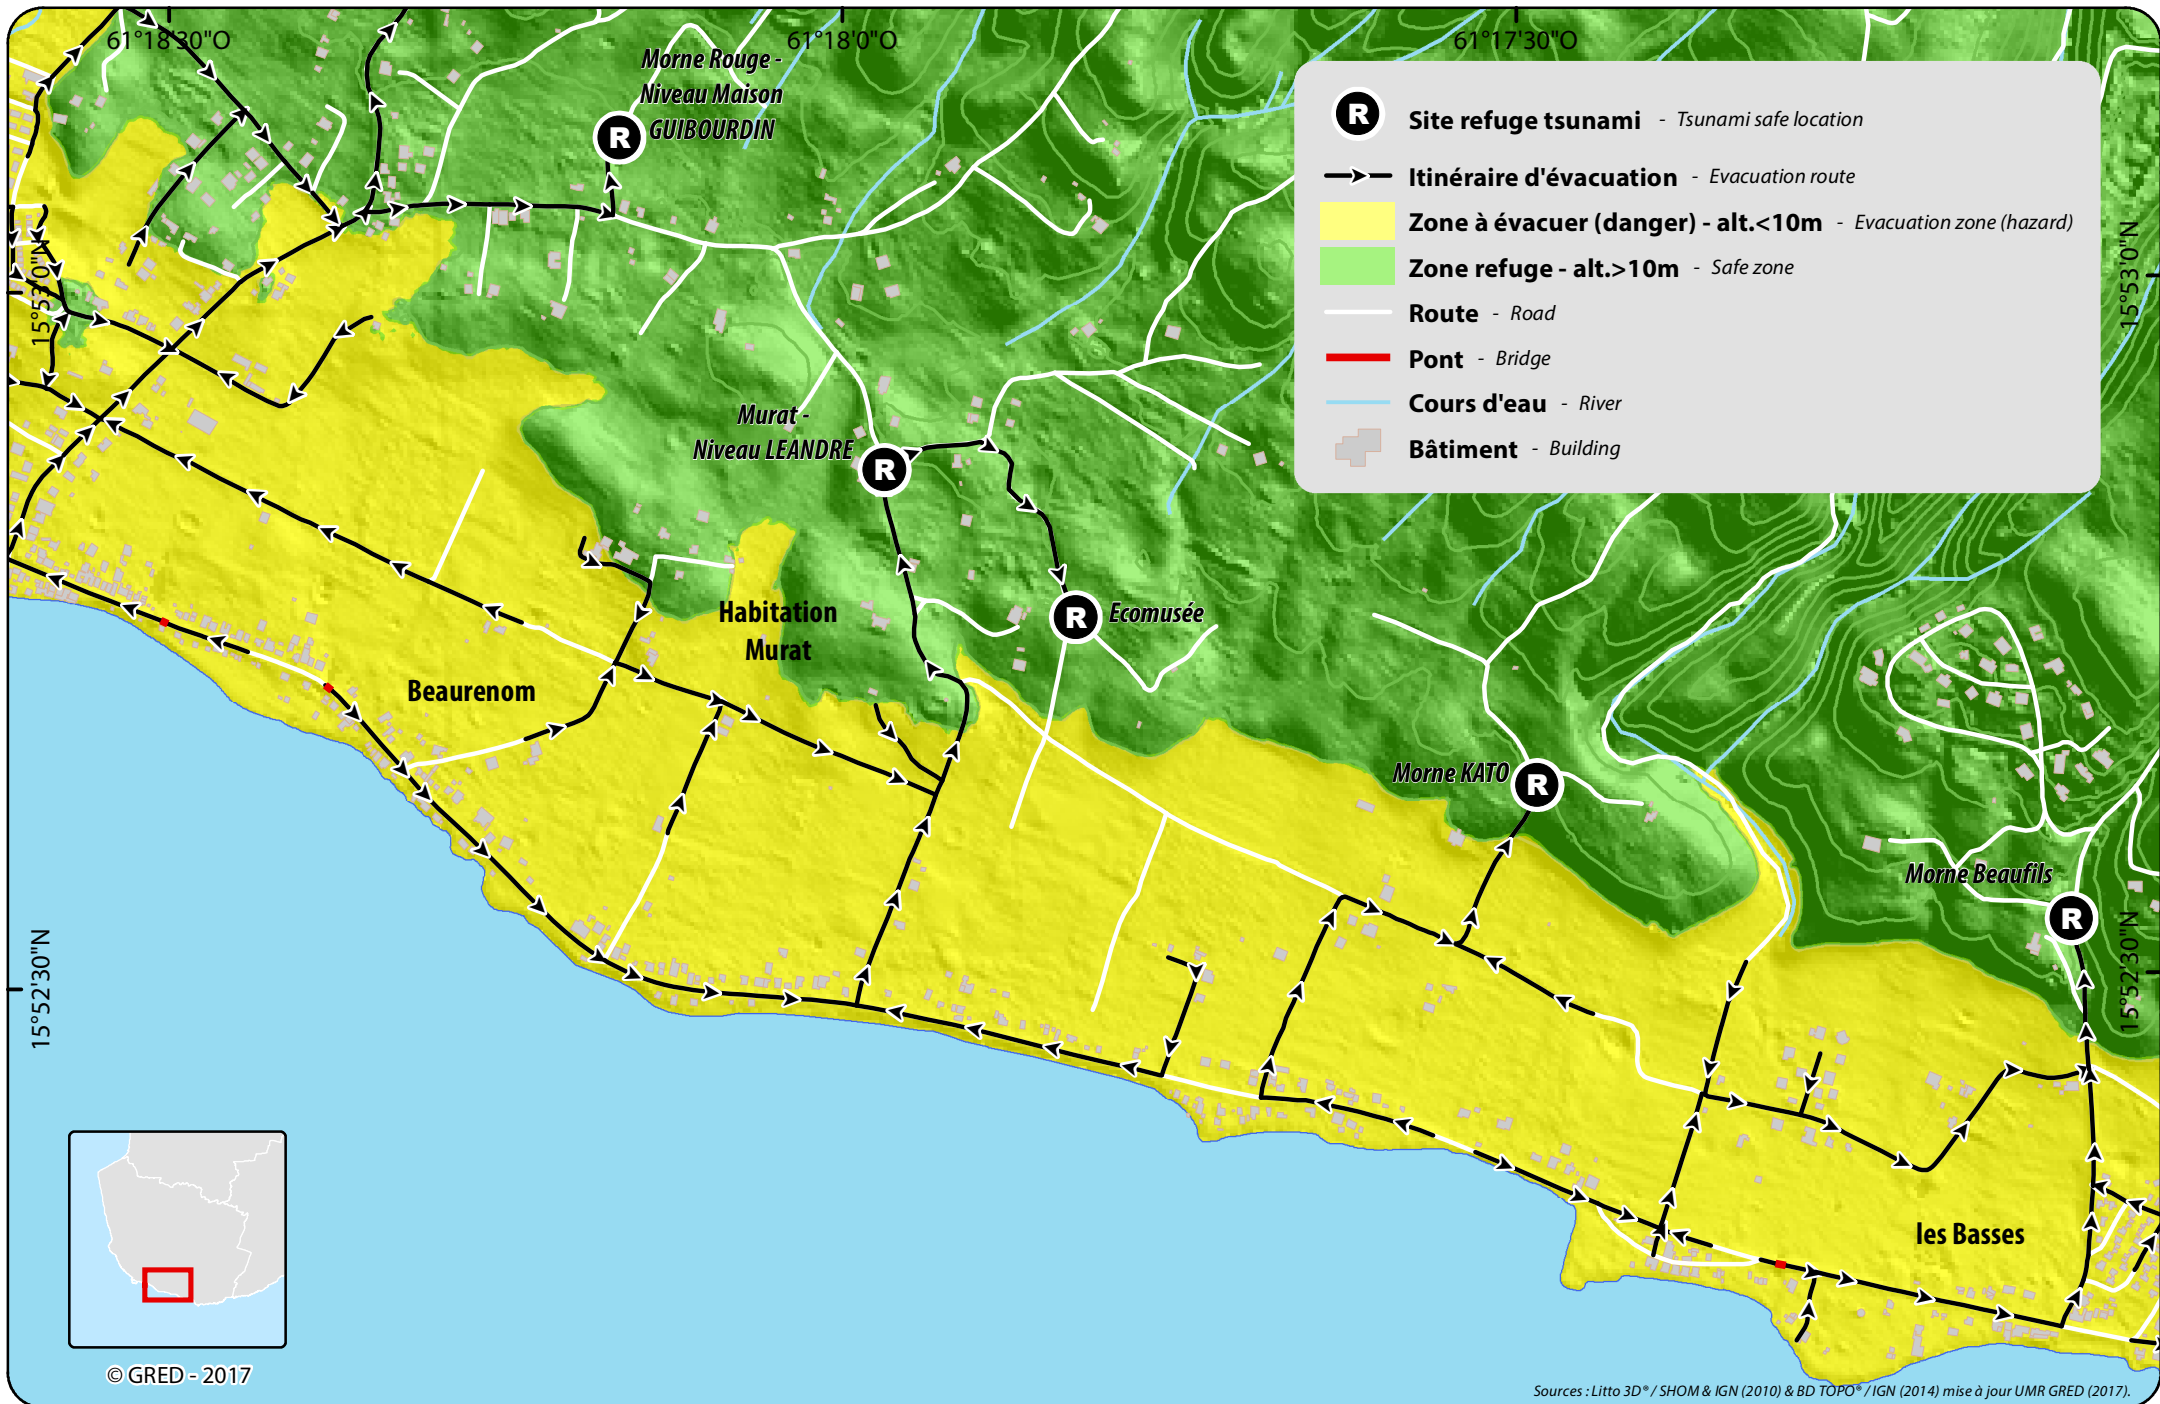 61°18'30"O
61°18'0"O
61°17'30"O
Morne Rouge -
Niveau Maison
GUIBOURDIN
Site refuge tsunami - Tsunami safe location
Itinéraire d'évacuation - Evacuation route
Zone à évacuer (danger) - alt.<10m - Evacuation zone (hazard)
Zone refuge - alt.>10m - Safe zone
Route - Road
Pont - Bridge
Cours d'eau - River
Bâtiment - Building
R
R
R
R
R
R
15°53'0"N
15°53'0"N
Murat -
Niveau LEANDRE
Ecomusée
Habitation
Murat
Beaurenom
Morne KATO
Morne Beaufils
15°52'30"N
15°52'30"N
les Basses
© GRED - 2017
Sources : Litto 3D® / SHOM & IGN (2010) & BD TOPO® / IGN (2014) mise à jour UMR GRED (2017).